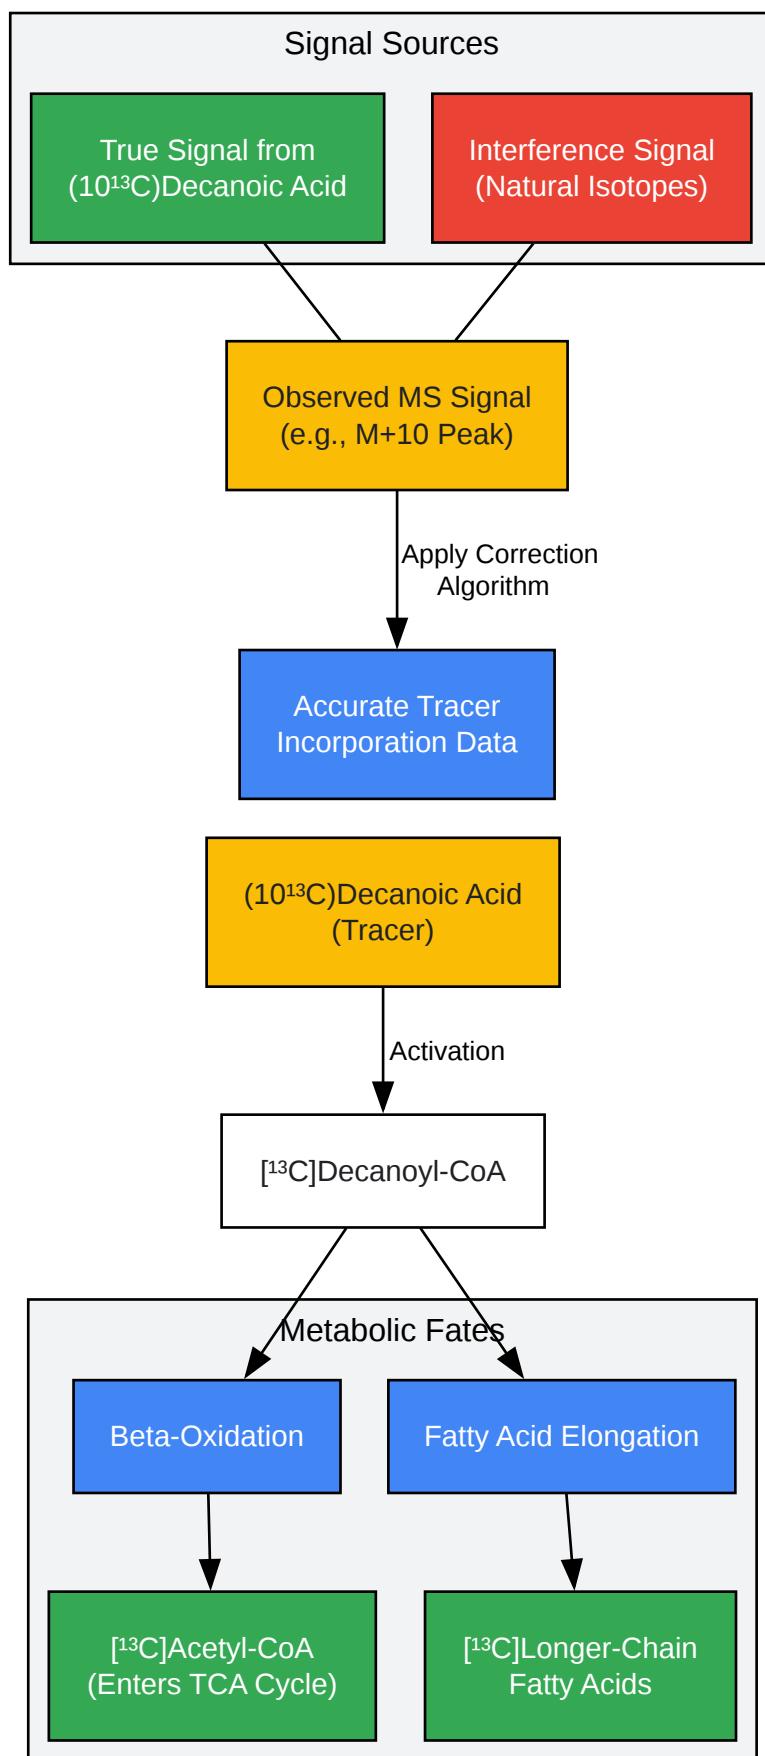 Signal Sources
True Signal from
(10¹³C)Decanoic Acid
Interference Signal
(Natural Isotopes)
Observed MS Signal
(e.g., M+10 Peak)
Apply Correction
Algorithm
Accurate Tracer
Incorporation Data
(10¹³C)Decanoic Acid
(Tracer)
Activation
[¹³C]Decanoyl-CoA
Metabolic Fates
Beta-Oxidation
Fatty Acid Elongation
[¹³C]Acetyl-CoA
(Enters TCA Cycle)
[¹³C]Longer-Chain
Fatty Acids